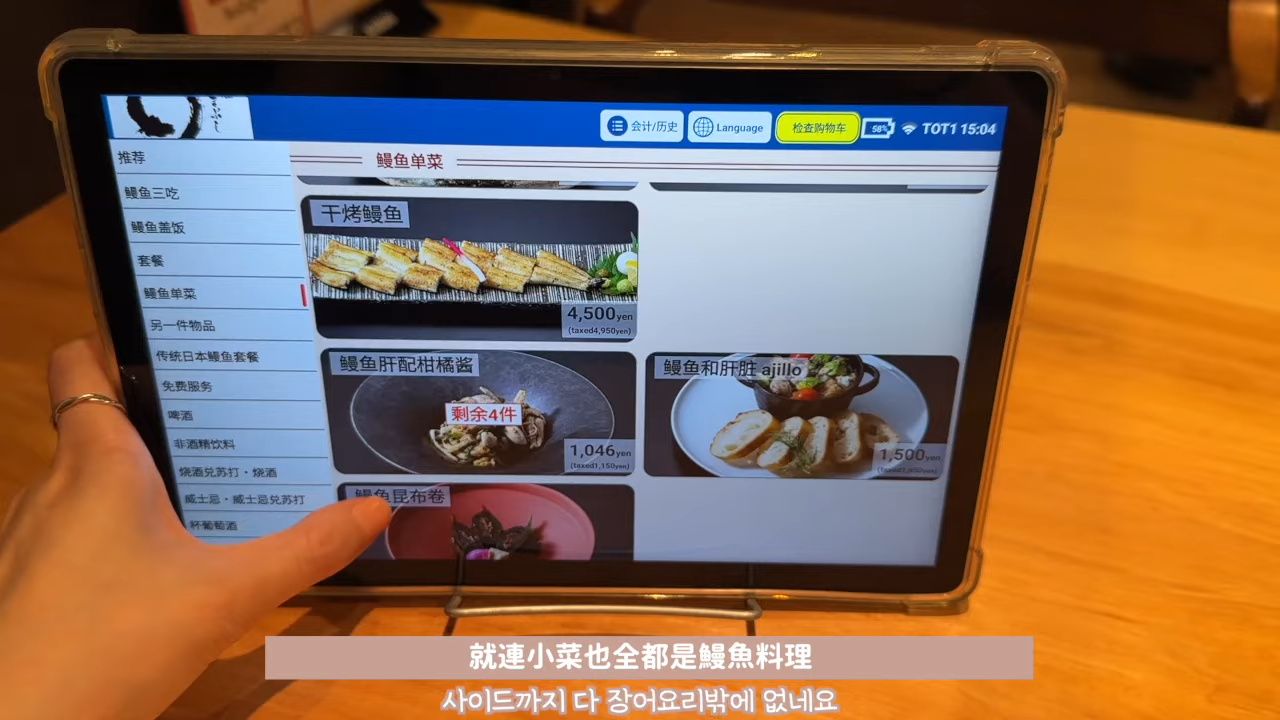 会计/历史
Language
检查购物车
58%
TOT1 15:04
推荐
鳗鱼三吃
鳗鱼盖饭
套餐
鳗鱼单菜
另一件物品
传统日本鳗鱼套餐
免费服务
啤酒
非酒精饮料
烧酒兑苏打・烧酒
威士忌・威士忌兑苏打
杯葡萄酒
鳗鱼单菜
干烤鳗鱼
4,500yen
(taxed4,950yen)
鳗鱼肝配柑橘酱
剩余4件
1,046yen
(taxed1,150yen)
鳗鱼和肝脏 ajillo
1,500yen
(taxed1,650yen)
鳗鱼昆布卷
就連小菜也全都是鰻魚料理
사이드까지 다 장어요리밖에 없네요